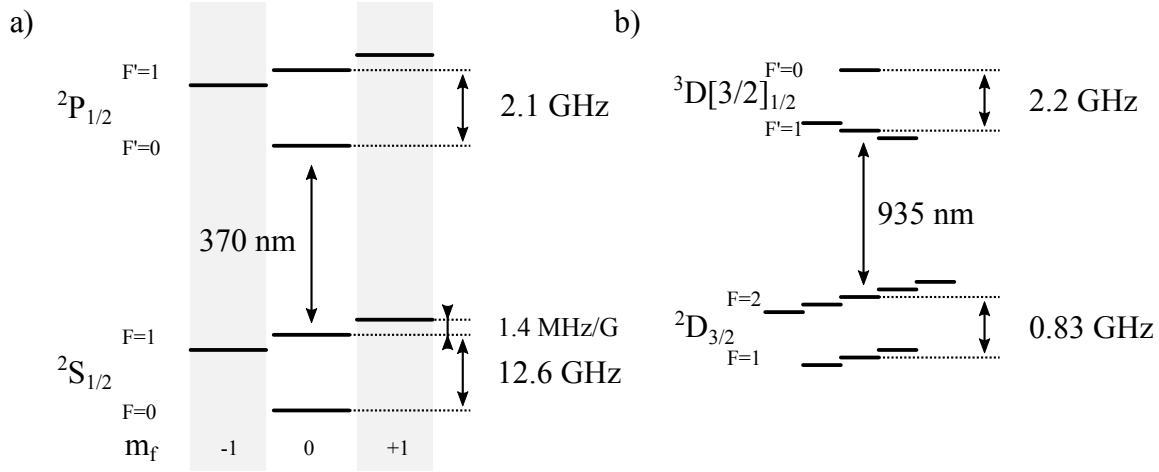 a)
F'=1
²P₁/₂
2.1 GHz
F'=0
370 nm
F=1
1.4 MHz/G
²S₁/₂
12.6 GHz
F=0
m_f
-1
0
+1
b)
F'=0
³D[3/2]₁/₂
2.2 GHz
F'=1
935 nm
F=2
²D₃/₂
0.83 GHz
F=1